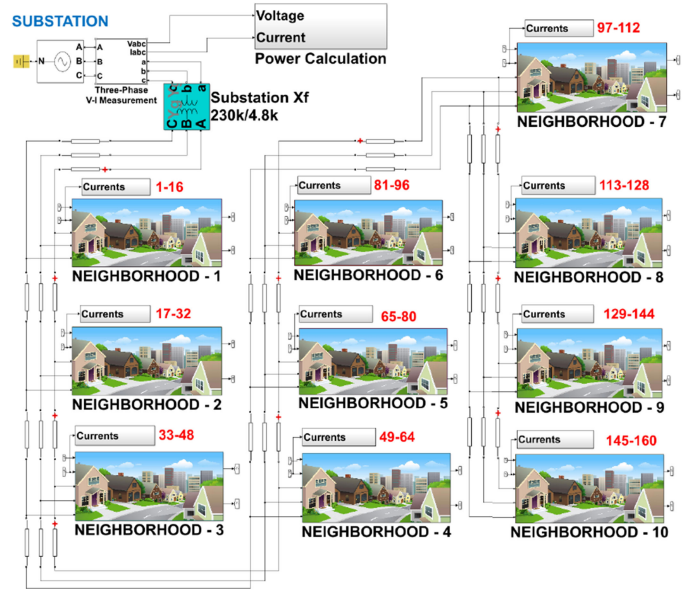 SUBSTATION
N
A
B
C
A
B
C
Vabc
Iabc
a
b
c
Three-Phase
V-I Measurement
Voltage
Current
Power Calculation
c b a
C B A
Substation Xf
230k/4.8k
Currents 1-16
NEIGHBORHOOD - 1
Currents 17-32
NEIGHBORHOOD - 2
Currents 33-48
NEIGHBORHOOD - 3
Currents 81-96
NEIGHBORHOOD - 6
Currents 65-80
NEIGHBORHOOD - 5
Currents 49-64
NEIGHBORHOOD - 4
Currents 97-112
NEIGHBORHOOD - 7
Currents 113-128
NEIGHBORHOOD - 8
Currents 129-144
NEIGHBORHOOD - 9
Currents 145-160
NEIGHBORHOOD - 10